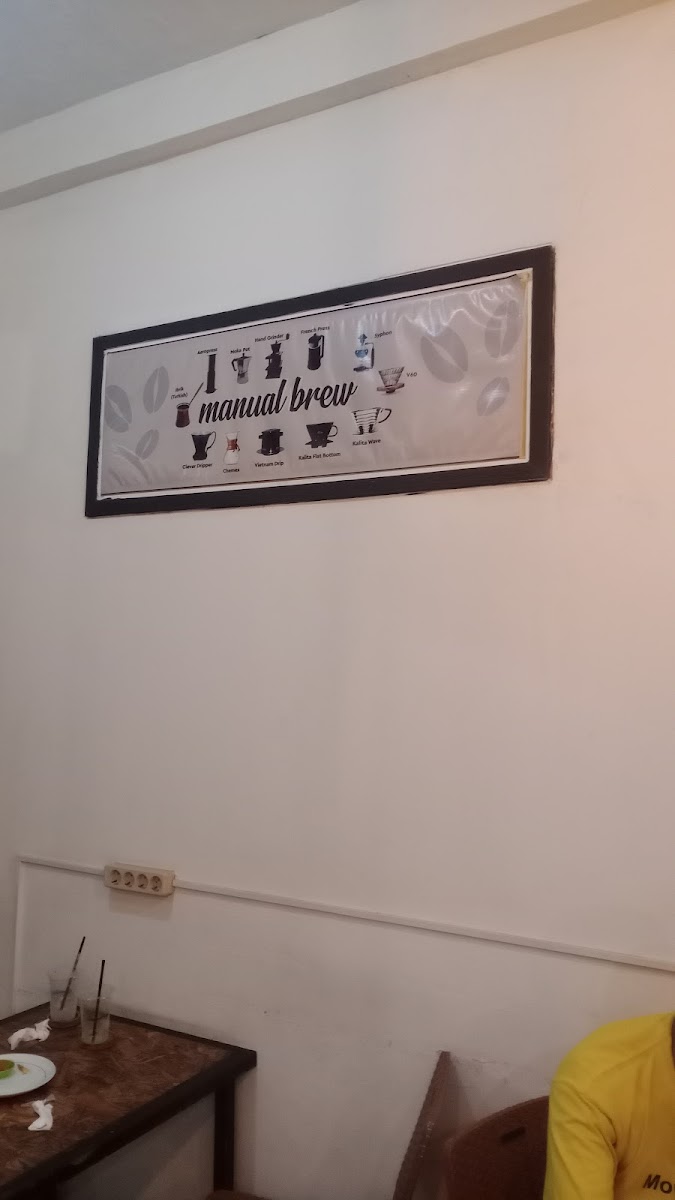 Aeropress
Moka Pot
Hand Grinder
French Press
Syphon
Ibrik
(Turkish)
manual brew
V60
Clever Dripper
Chemex
Vietnam Drip
Kalita Flat Bottom
Kalita Wave
Mo